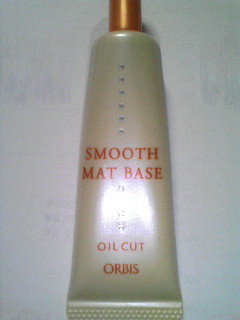 SMOOTH
MAT BASE
OIL CUT
ORBIS